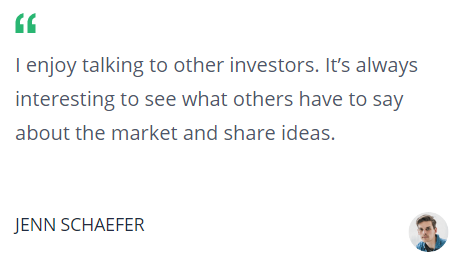 “
I enjoy talking to other investors. It’s always
interesting to see what others have to say
about the market and share ideas.
JENN SCHAEFER